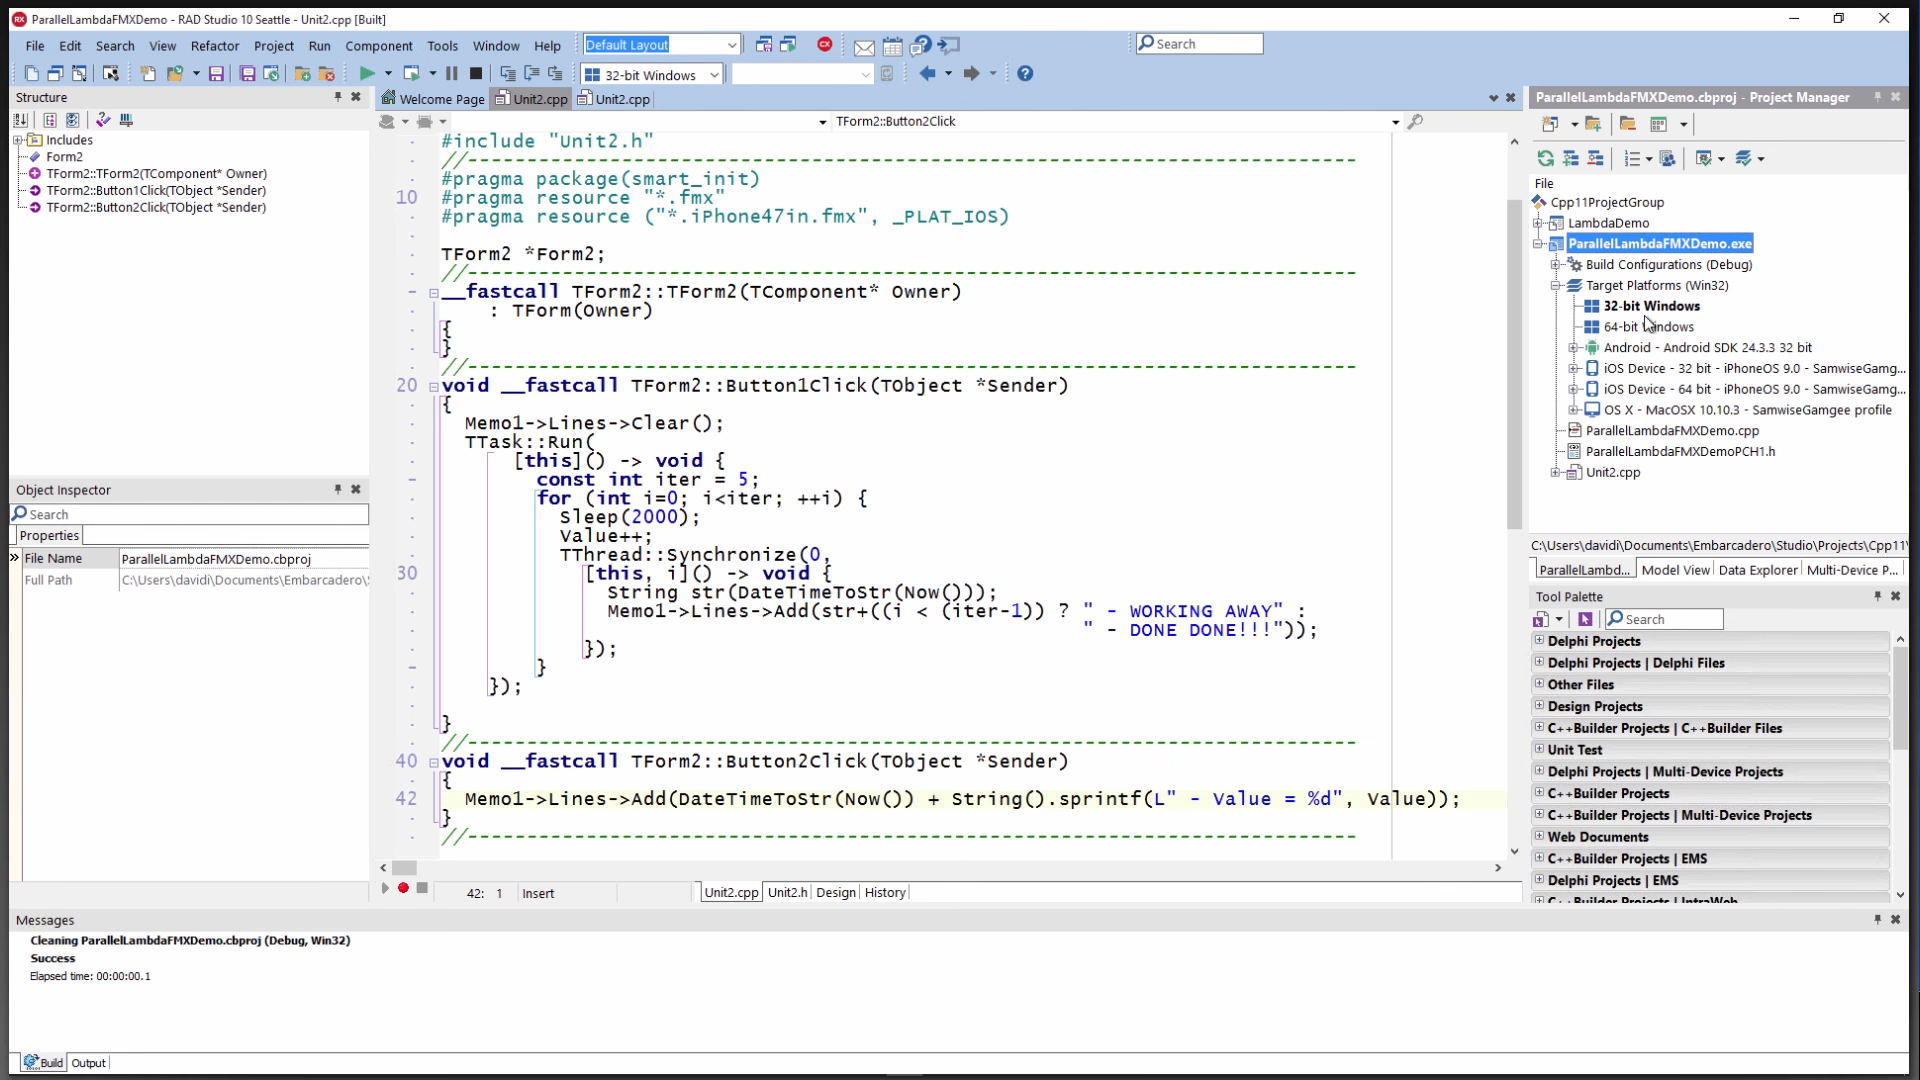 ParallelLambdaFMXDemo - RAD Studio 10 Seattle - Unit2.cpp [Built]
File Edit Search View Refactor Project Run Component Tools Window Help Default Layout Search
32-bit Windows
Structure
Includes
Form2
TForm2::TForm2(TComponent* Owner)
TForm2::Button1Click(TObject *Sender)
TForm2::Button2Click(TObject *Sender)
Object Inspector
Search
Properties
File Name ParallelLambdaFMXDemo.cbproj
Full Path C:\Users\davidi\Documents\Embarcadero\
Welcome Page Unit2.cpp Unit2.cpp
TForm2::Button2Click
#include "Unit2.h"
//---------------------------------------------------------------------------
#pragma package(smart_init)
10 #pragma resource "*.fmx"
#pragma resource ("*.iPhone47in.fmx", _PLAT_IOS)
TForm2 *Form2;
//---------------------------------------------------------------------------
__fastcall TForm2::TForm2(TComponent* Owner)
: TForm(Owner)
{
}
//---------------------------------------------------------------------------
20 void __fastcall TForm2::Button1Click(TObject *Sender)
{
Memo1->Lines->Clear();
TTask::Run(
[this]() -> void {
const int iter = 5;
for (int i=0; i<iter; ++i) {
Sleep(2000);
Value++;
TThread::Synchronize(0,
30 [this, i]() -> void {
String str(DateTimeToStr(Now()));
Memo1->Lines->Add(str+((i < (iter-1)) ? " - WORKING AWAY" :
" - DONE DONE!!!"));
});
}
});
}
//---------------------------------------------------------------------------
40 void __fastcall TForm2::Button2Click(TObject *Sender)
{
42 Memo1->Lines->Add(DateTimeToStr(Now()) + String().sprintf(L" - Value = %d", Value));
}
//---------------------------------------------------------------------------
42: 1 Insert Unit2.cpp Unit2.h Design History
ParallelLambdaFMXDemo.cbproj - Project Manager
File
Cpp11ProjectGroup
LambdaDemo
ParallelLambdaFMXDemo.exe
Build Configurations (Debug)
Target Platforms (Win32)
32-bit Windows
64-bit Windows
Android - Android SDK 24.3.3 32 bit
iOS Device - 32 bit - iPhoneOS 9.0 - SamwiseGamg...
iOS Device - 64 bit - iPhoneOS 9.0 - SamwiseGamg...
OS X - MacOSX 10.10.3 - SamwiseGamgee profile
ParallelLambdaFMXDemo.cpp
ParallelLambdaFMXDemoPCH1.h
Unit2.cpp
C:\Users\davidi\Documents\Embarcadero\Studio\Projects\Cpp11\
ParallelLambd... Model View Data Explorer Multi-Device P...
Tool Palette
Search
Delphi Projects
Delphi Projects | Delphi Files
Other Files
Design Projects
C++Builder Projects | C++Builder Files
Unit Test
Delphi Projects | Multi-Device Projects
C++Builder Projects
C++Builder Projects | Multi-Device Projects
Web Documents
C++Builder Projects | EMS
Delphi Projects | EMS
C++Builder Projects | IntraWeb
Messages
Cleaning ParallelLambdaFMXDemo.cbproj (Debug, Win32)
Success
Elapsed time: 00:00:00.1
Build Output